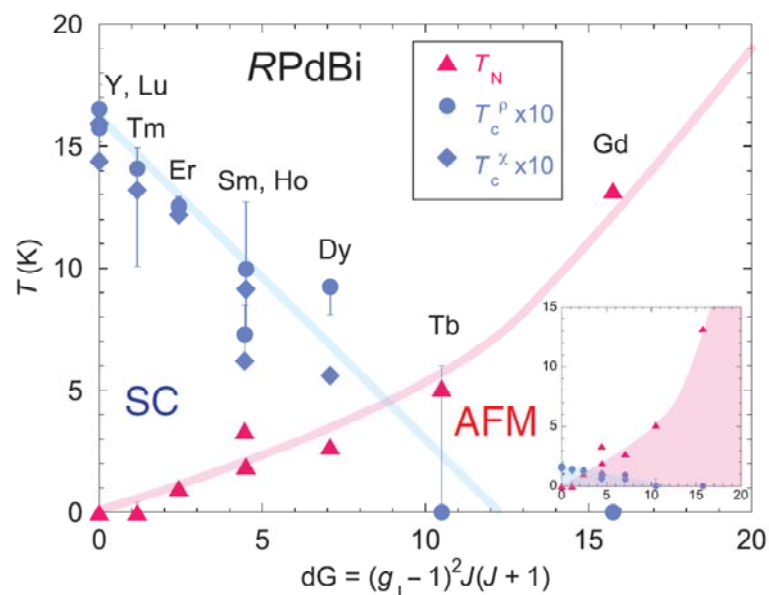 RPdBi
T_N
T_c^ρ x10
T_c^χ x10
Y, Lu
Tm
Er
Sm, Ho
Dy
Gd
Tb
SC
AFM
T (K)
20
15
10
5
0
0 5 10 15 20
dG = (g_J – 1)²J(J + 1)
15
10
5
0
0 5 10 15 20